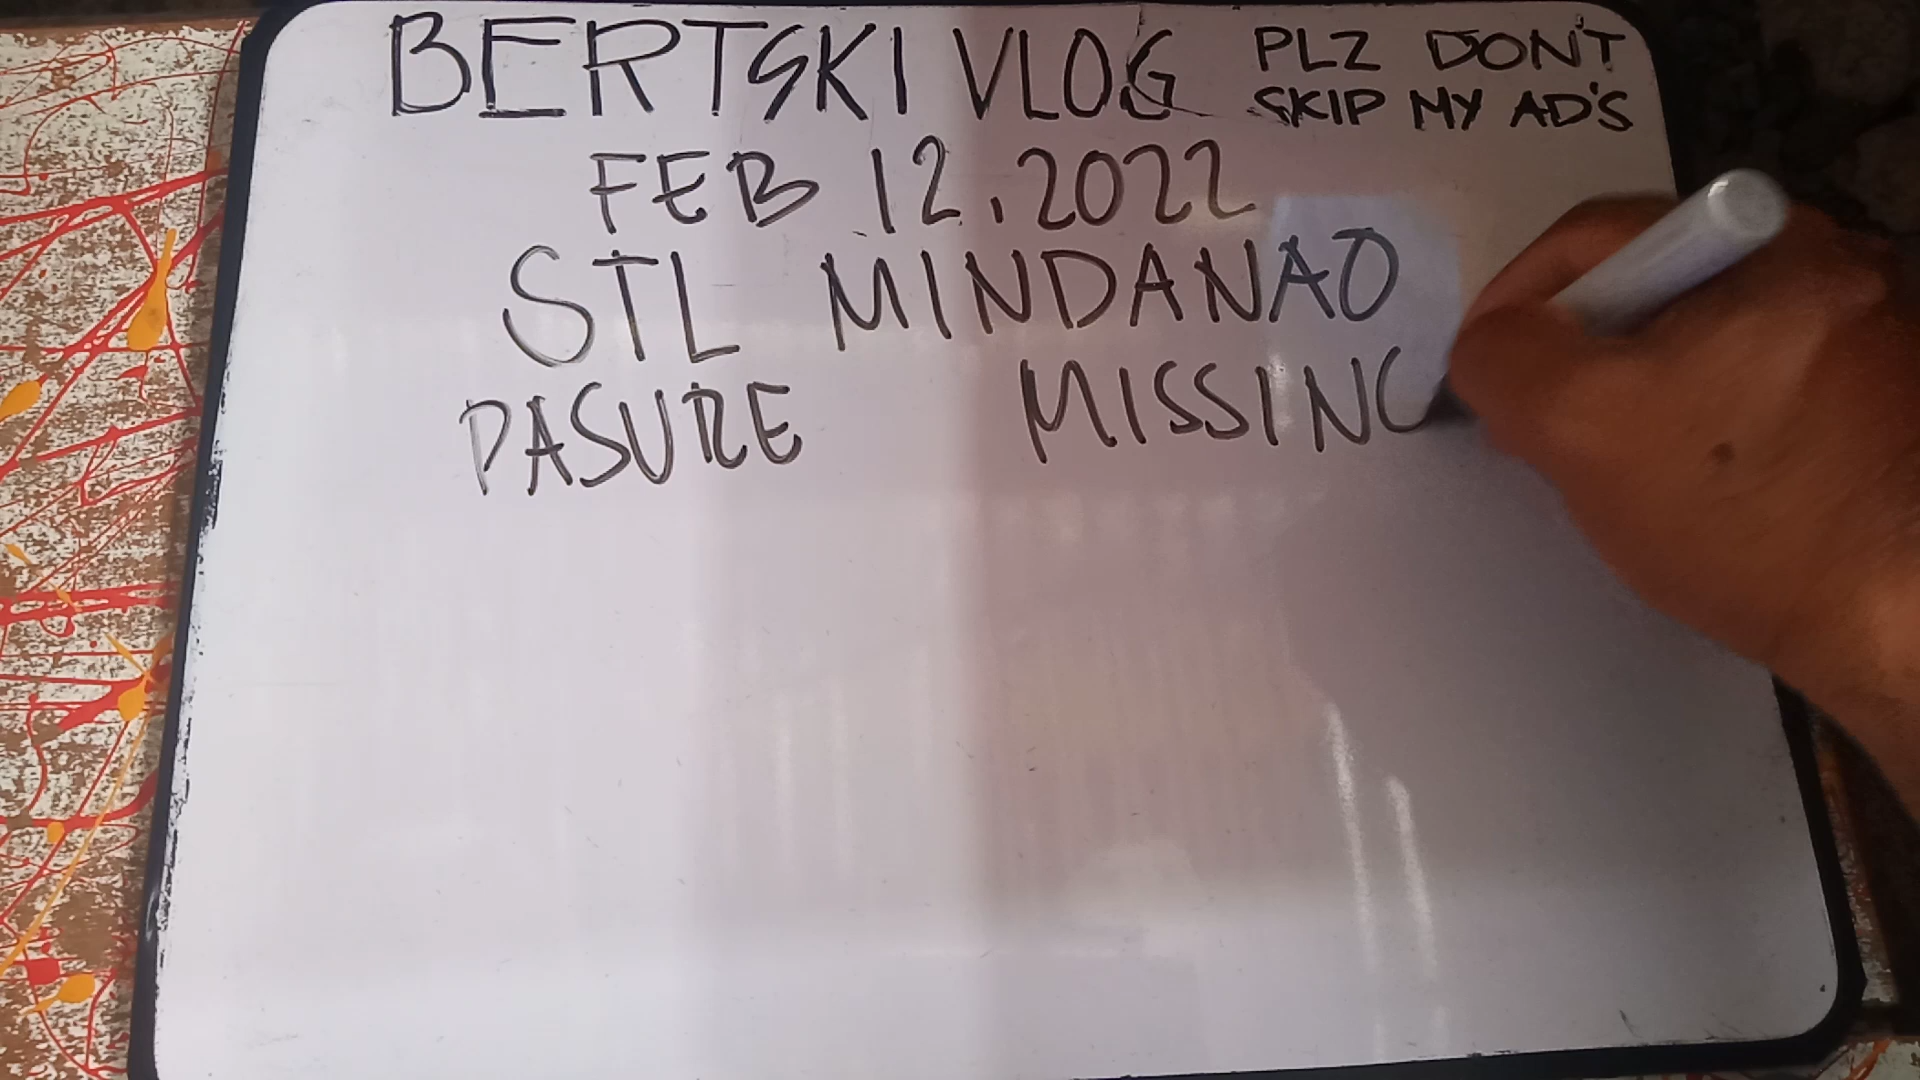 BERTSKI VLOG
PLZ DON'T
SKIP MY AD'S
FEB 12.2022
STL MINDANAO
PASURE MISSING